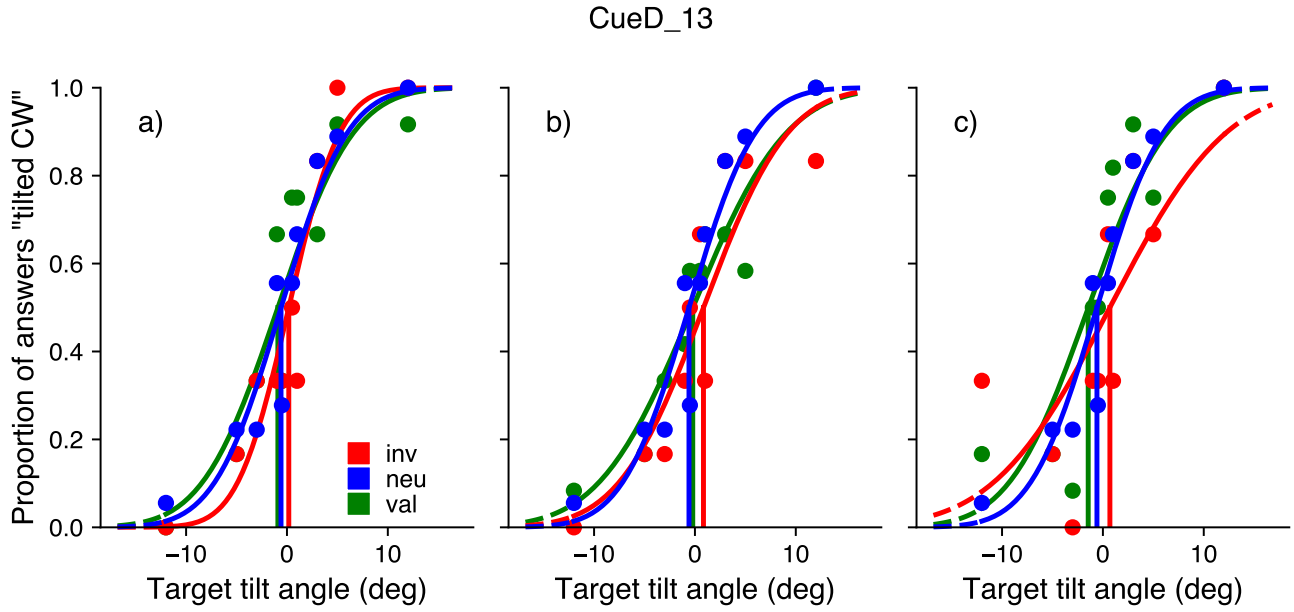 CueD_13
Proportion of answers "tilted CW"
1.0
0.8
0.6
0.4
0.2
0.0
a)
inv
neu
val
−10
0
10
Target tilt angle (deg)
b)
−10
0
10
Target tilt angle (deg)
c)
−10
0
10
Target tilt angle (deg)